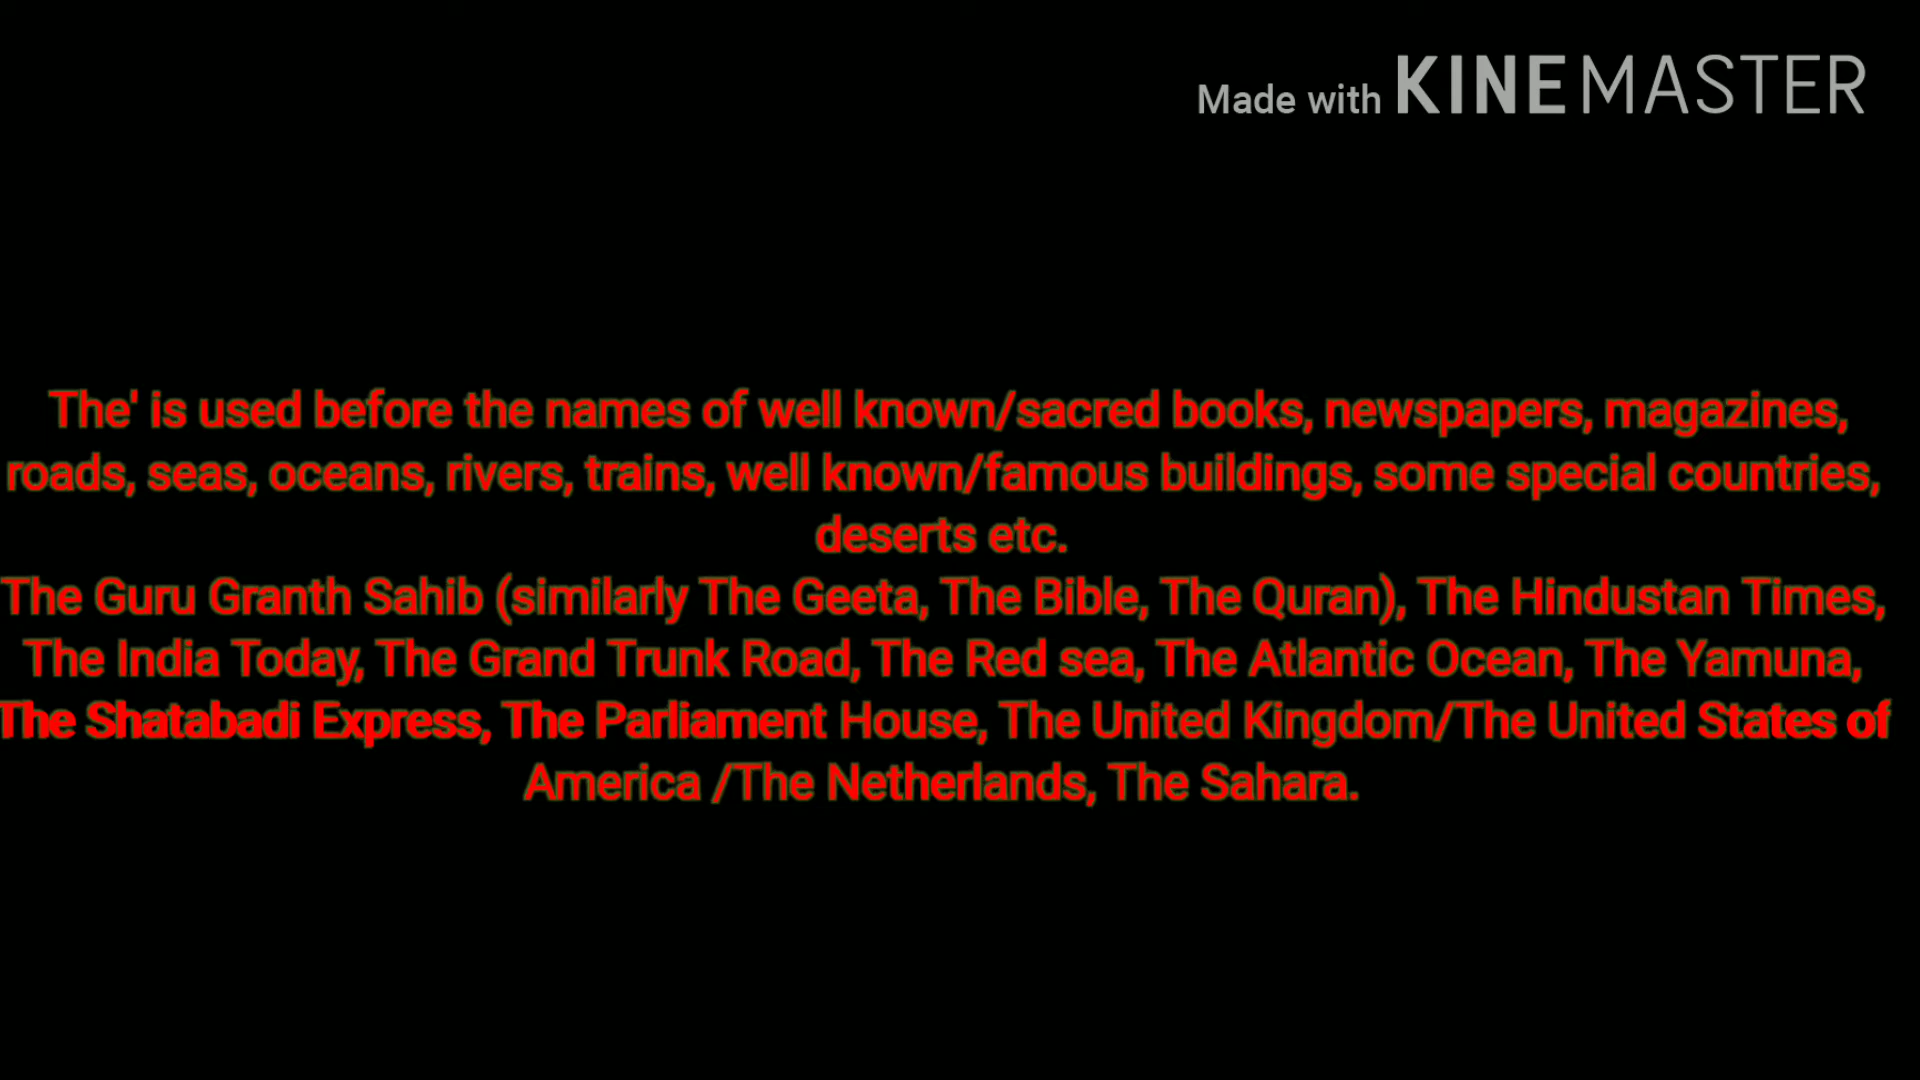 Made with KINEMASTER
The' is used before the names of well known/sacred books, newspapers, magazines,
roads, seas, oceans, rivers, trains, well known/famous buildings, some special countries,
deserts etc.
The Guru Granth Sahib (similarly The Geeta, The Bible, The Quran), The Hindustan Times,
The India Today, The Grand Trunk Road, The Red sea, The Atlantic Ocean, The Yamuna,
The Shatabadi Express, The Parliament House, The United Kingdom/The United States of
America /The Netherlands, The Sahara.